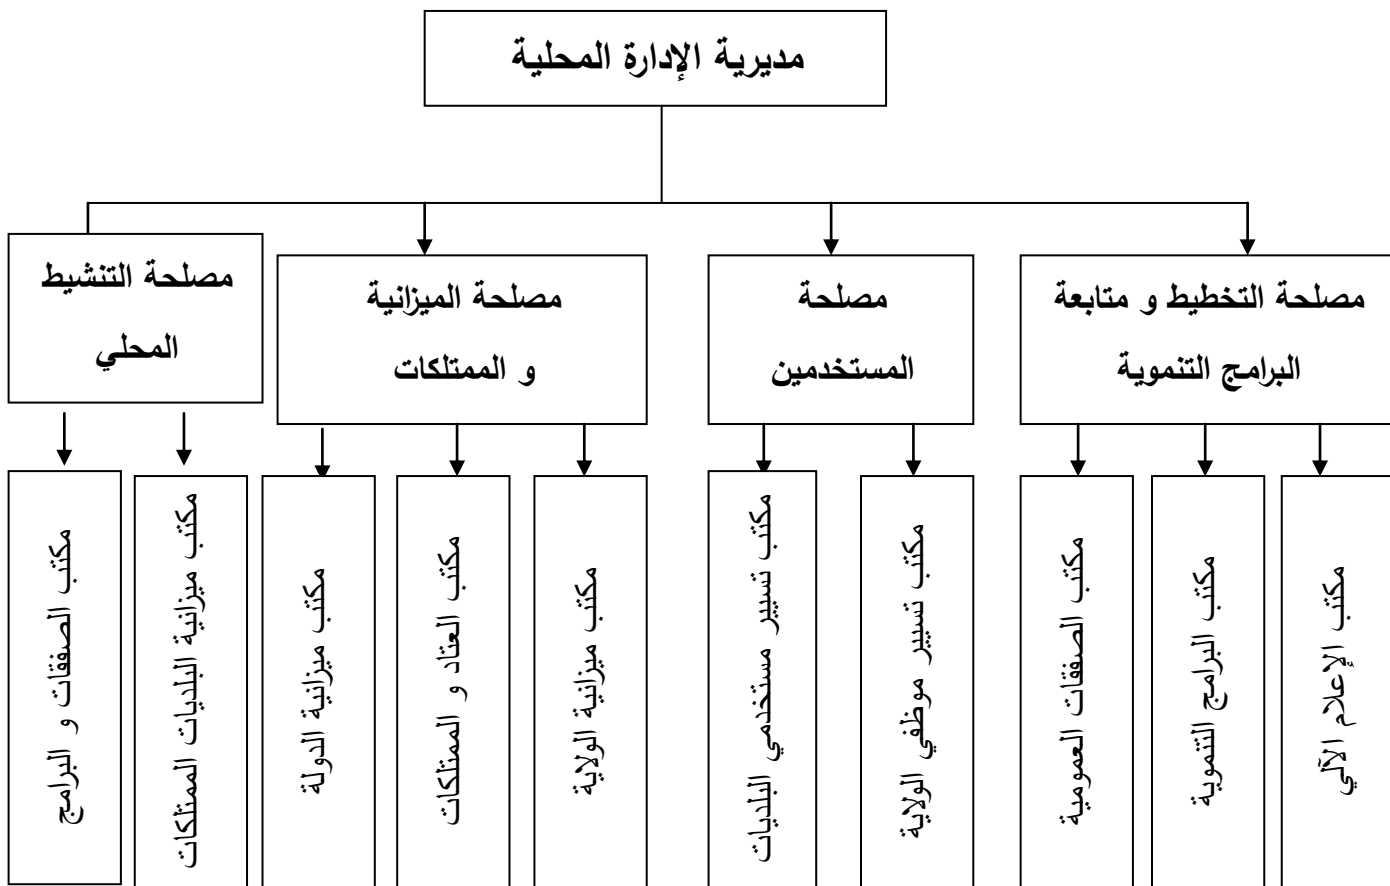 مديرية الإدارة المحلية
مصلحة التخطيط و متابعة
البرامج التنموية
مصلحة
المستخدمين
مصلحة الميزانية
و الممتلكات
مصلحة التنشيط
المحلي
مكتب الإعلام الآلي
مكتب البرامج التنموية
مكتب الصفقات العمومية
مكتب تسيير موظفي الولاية
مكتب تسيير مستخدمي البلديات
مكتب ميزانية الولاية
مكتب العتاد و الممتلكات
مكتب ميزانية الدولة
مكتب ميزانية البلديات الممتلكات
مكتب الصفقات و البرامج